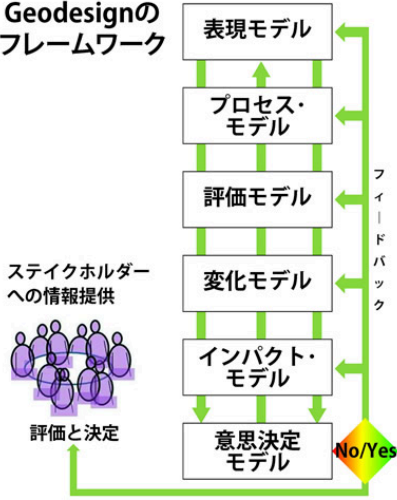 Geodesignの
フレームワーク
表現モデル
プロセス・
モデル
評価モデル
変化モデル
インパクト・
モデル
意思決定
モデル
フィードバック
No/Yes
ステイクホルダー
への情報提供
評価と決定